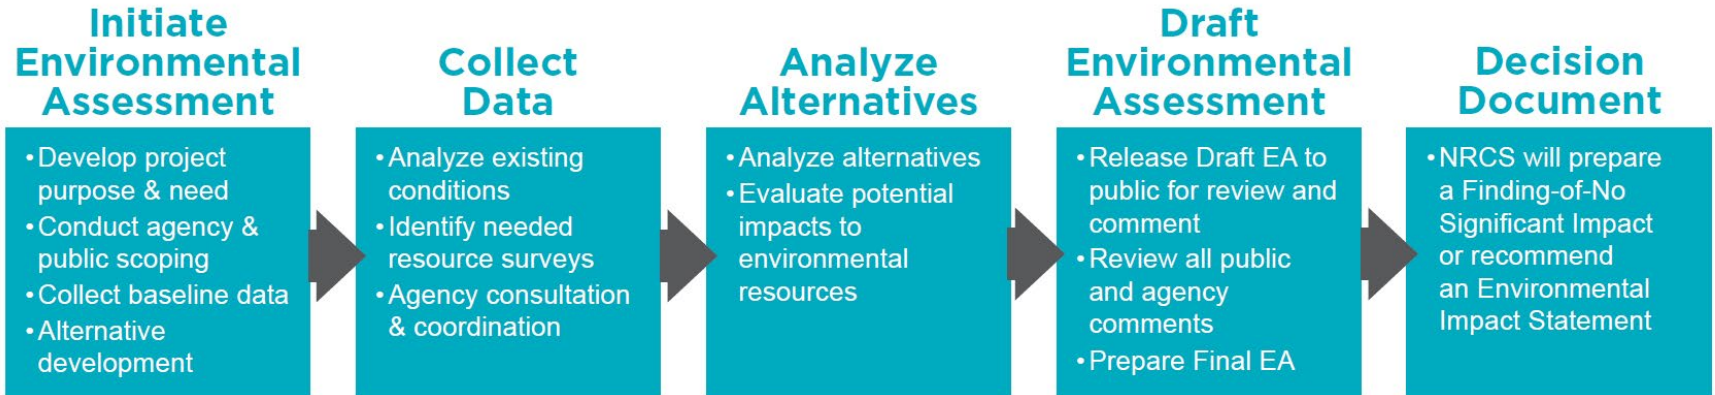 Initiate
Environmental
Assessment
• Develop project
purpose & need
• Conduct agency &
public scoping
• Collect baseline data
• Alternative
development
Collect
Data
• Analyze existing
conditions
• Identify needed
resource surveys
• Agency consultation
& coordination
Analyze
Alternatives
• Analyze alternatives
• Evaluate potential
impacts to
environmental
resources
Draft
Environmental
Assessment
• Release Draft EA to
public for review and
comment
• Review all public
and agency
comments
• Prepare Final EA
Decision
Document
• NRCS will prepare
a Finding-of-No
Significant Impact
or recommend
an Environmental
Impact Statement